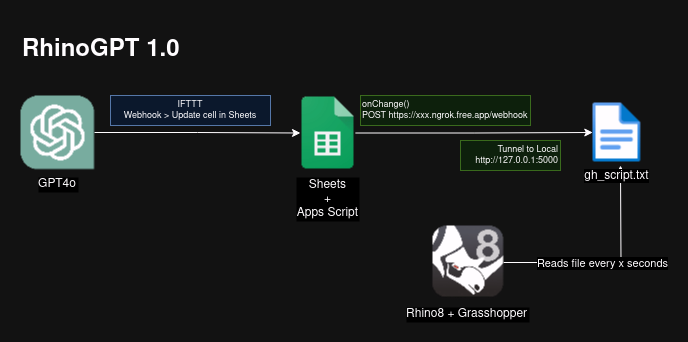 RhinoGPT 1.0
IFTTT
Webhook > Update cell in Sheets
onChange()
POST https://xxx.ngrok.free.app/webhook
Tunnel to Local
http://127.0.0.1:5000
GPT4o
Sheets
+
Apps Script
gh_script.txt
8
Reads file every x seconds
Rhino8 + Grasshopper